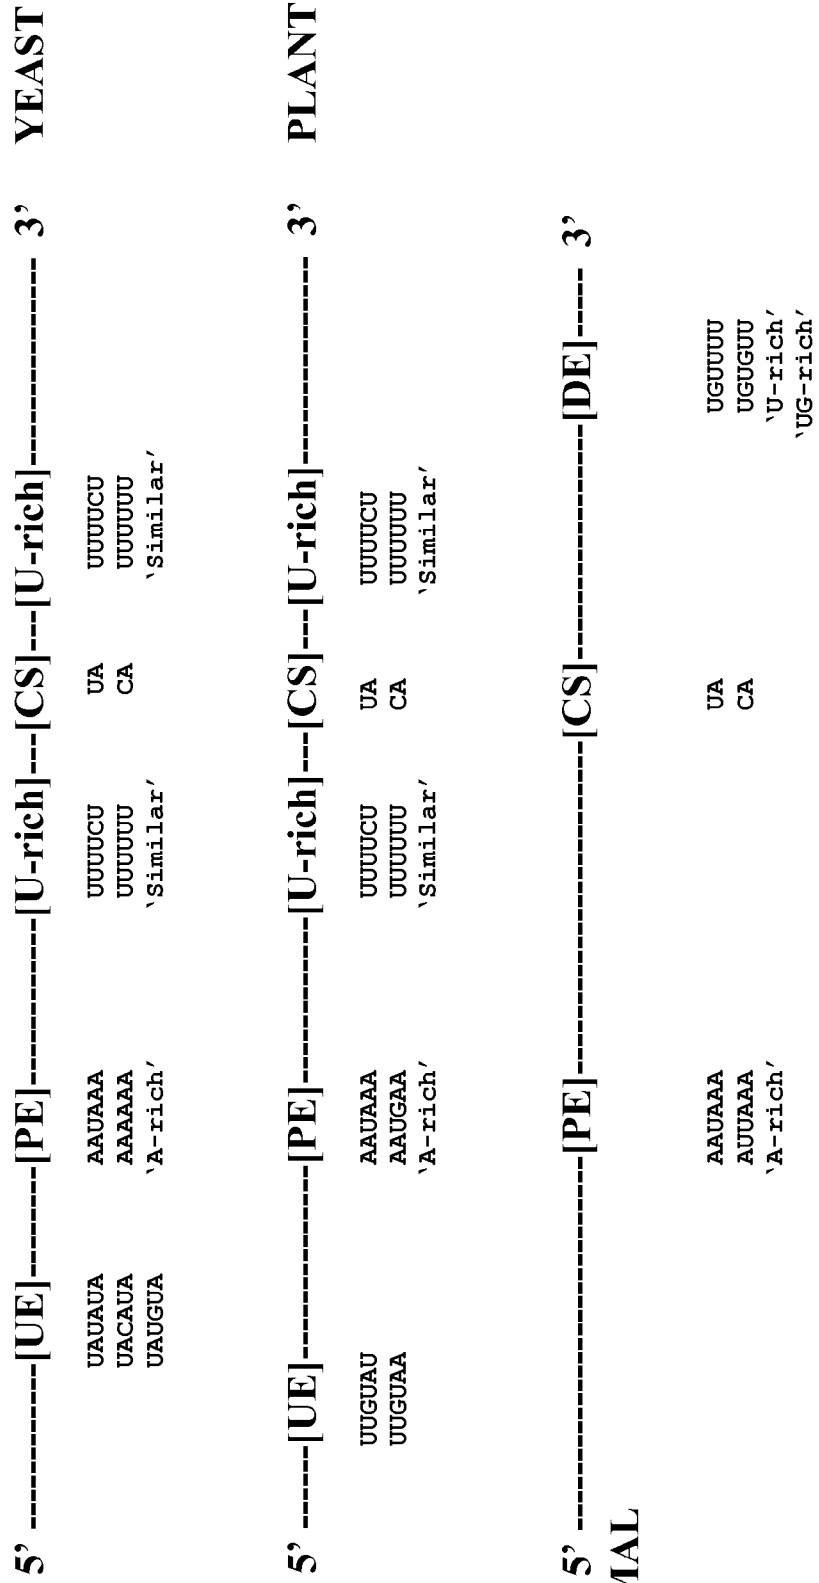 5’ ------------------[UE]-----------[PE]---------------[U-rich]---[CS]---[U-rich]--------------------- 3’ YEAST
UAUAUA AAUAAA UUUUCU UA UUUUCU
UACAUA AAAAAA UUUUUU CA UUUUUU
UAUGUA ‘A-rich’ ‘Similar’ ‘Similar’
5’ --------[UE]---------------------[PE]---------------[U-rich]---[CS]---[U-rich]--------------------- 3’ PLANT
UUGUAU AAUAAA UUUUCU UA UUUUCU
UUGUAA AAUGAA UUUUUU CA UUUUUU
‘A-rich’ ‘Similar’ ‘Similar’
5’ --------------------------------------[PE]-----------------------------------[CS]--------------------------[DE]------- 3’
MAL
AAUAAA UA UGUUUU
AUUAAA CA UGUGUU
‘A-rich’ ‘U-rich’
‘UG-rich’